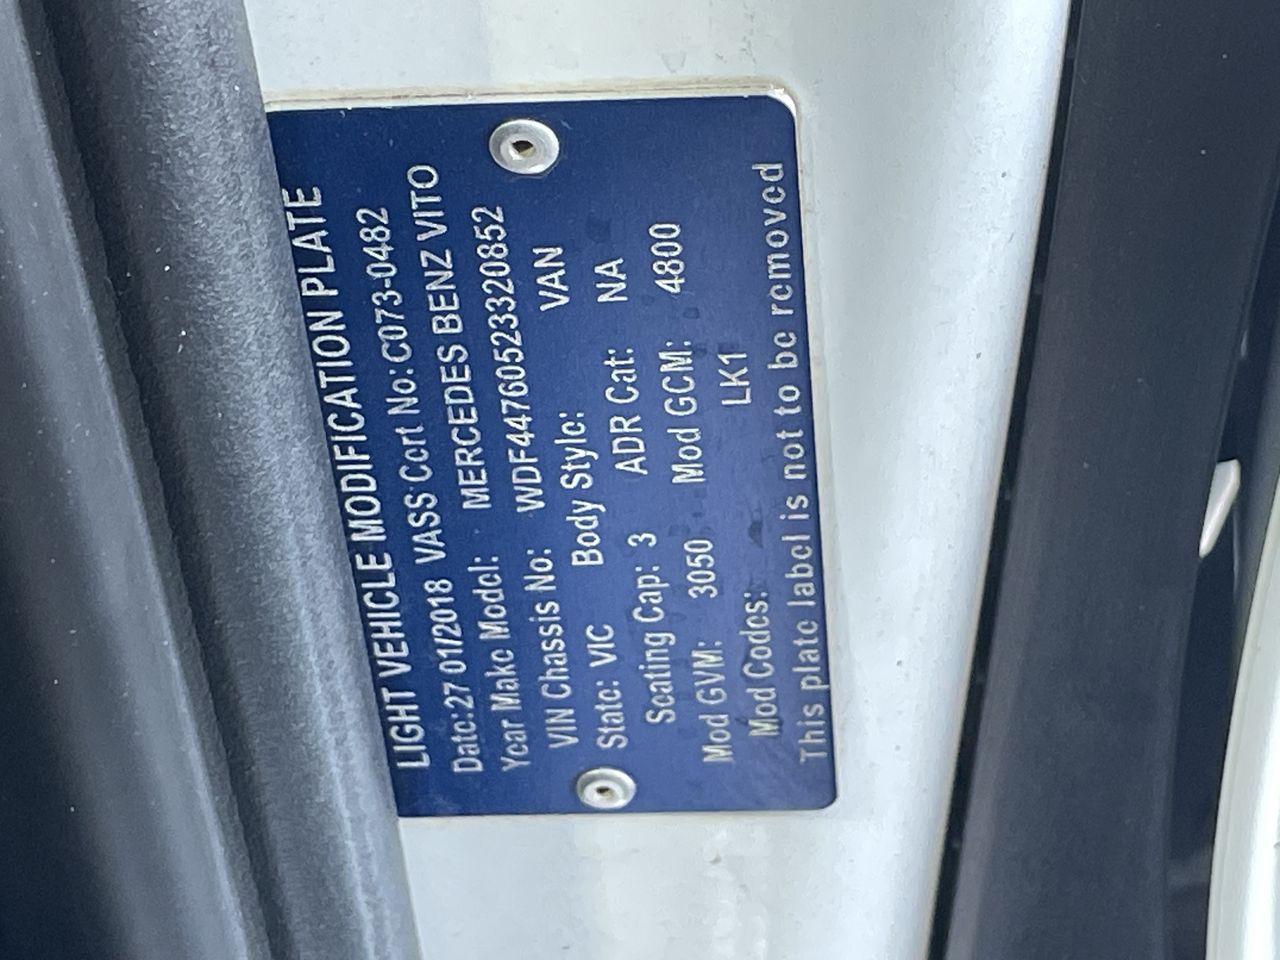 LIGHT VEHICLE MODIFICATION PLATE
Date: 27 01/2018 VASS Cert No: C073-0482
Year Make Model: MERCEDES BENZ VITO
VIN Chassis No: WDF44760523320852
State: VIC Body Style: VAN
Seating Cap: 3 ADR Cat: NA
Mod GVM: 3050 Mod GCM: 4800
Mod Codes: LK1
This plate label is not to be removed